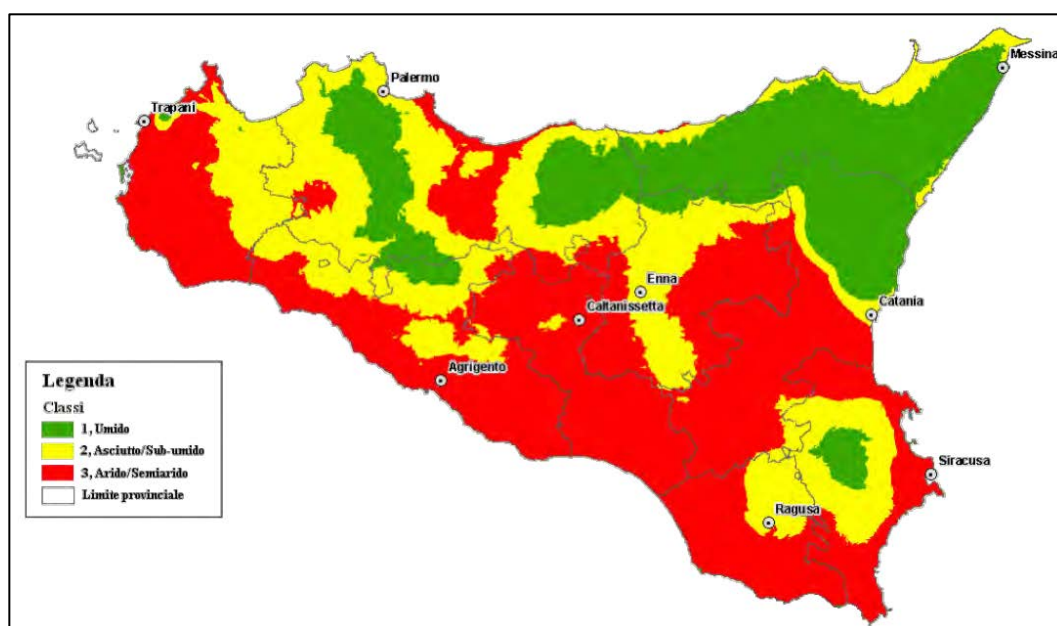 Messina
Palermo
Trapani
Enna
Catania
Caltanissetta
Agrigento
Siracusa
Ragusa
Legenda
Classi
1, Umido
2, Asciutto/Sub-umido
3, Arido/Semiarido
Limite provinciale